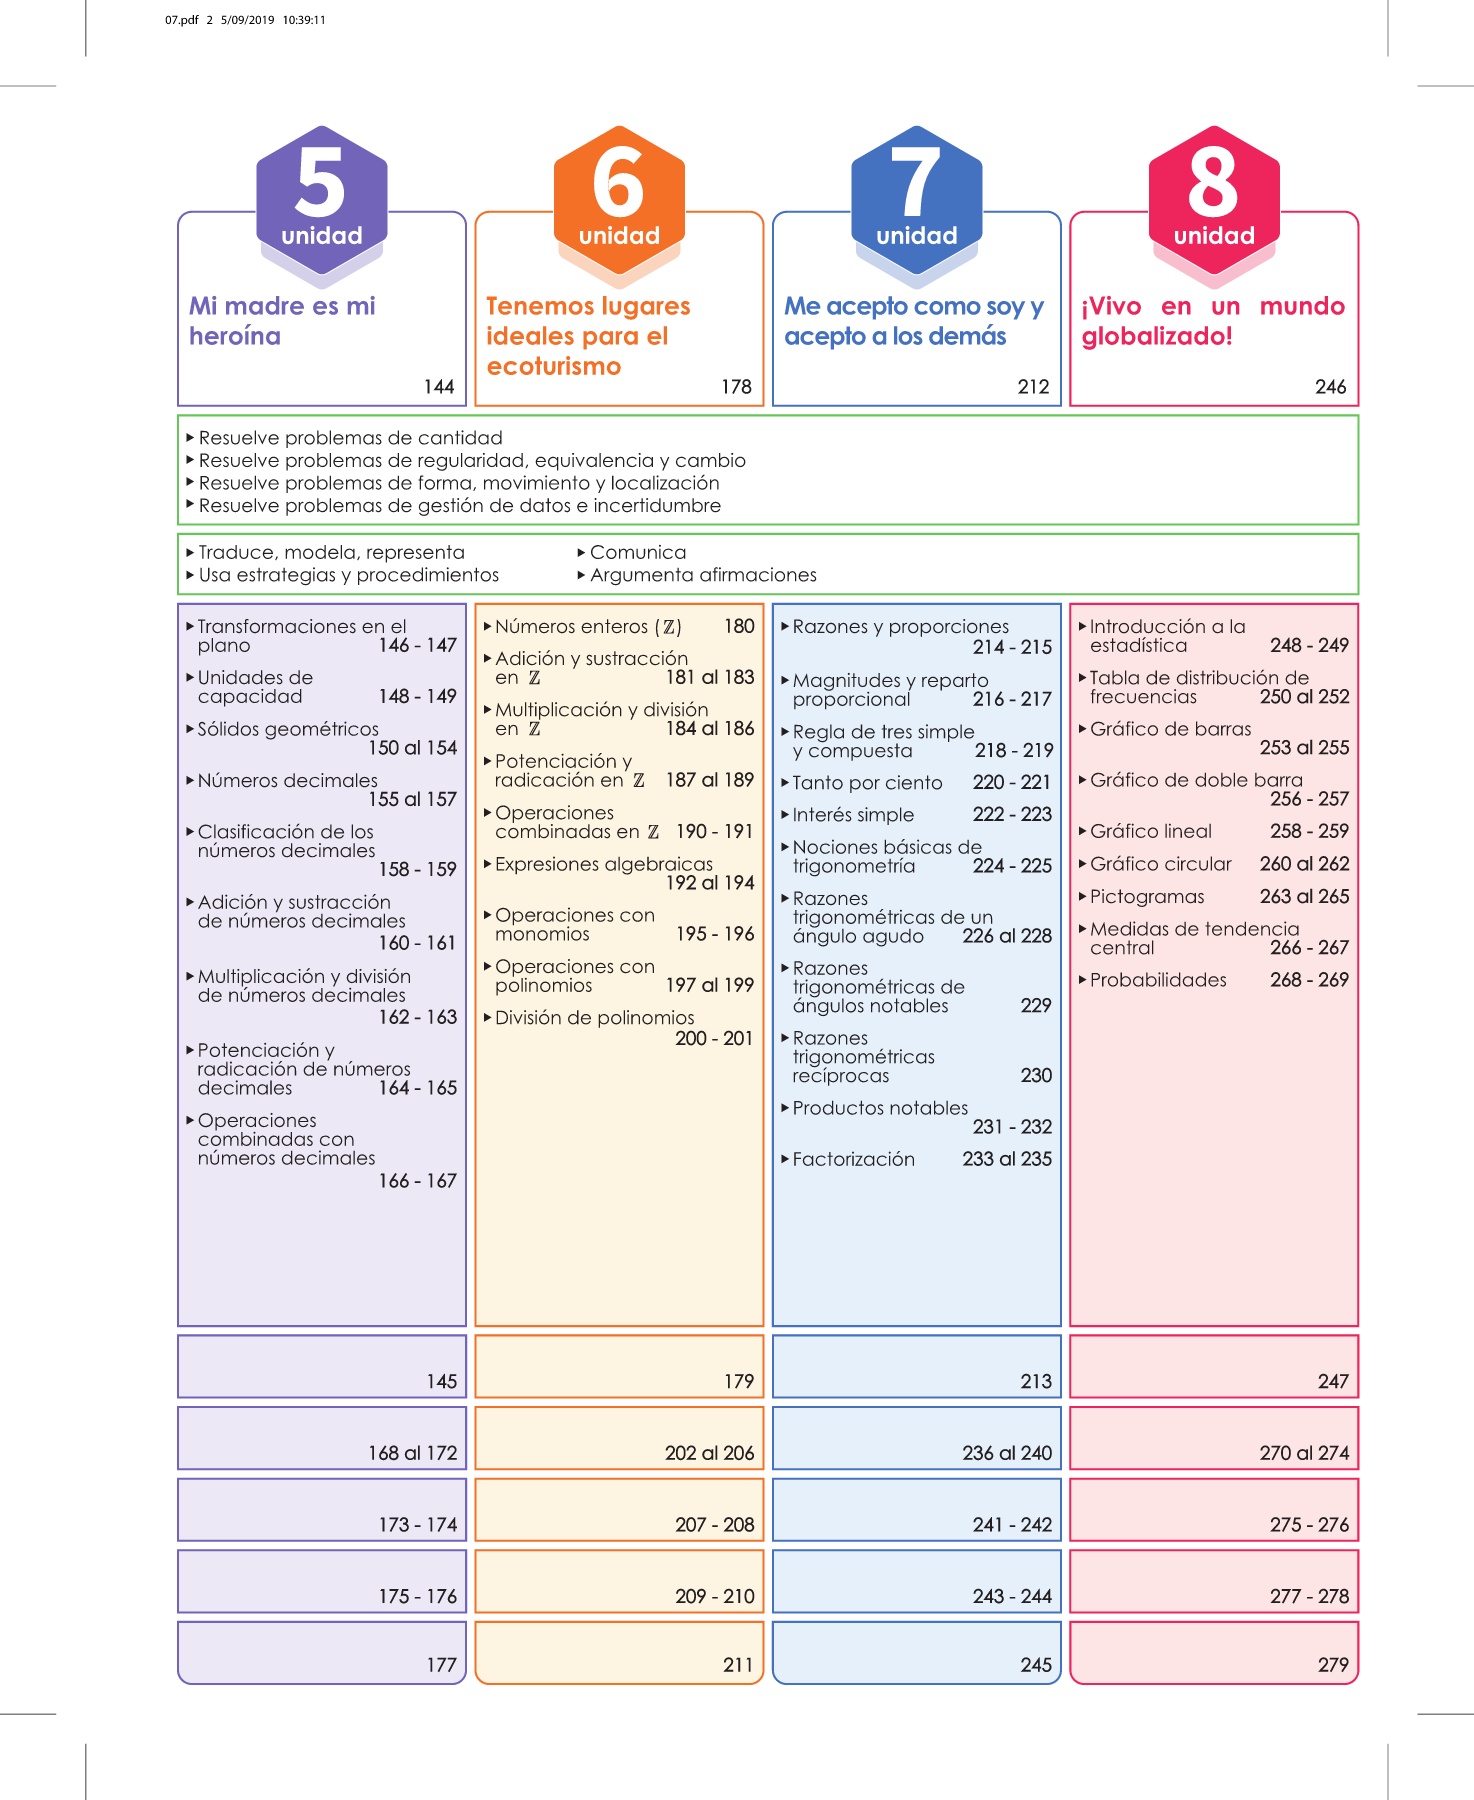 07.pdf 2 5/09/2019 10:39:11
5
unidad
Mi madre es mi
heroína
144
6
unidad
Tenemos lugares
ideales para el
ecoturismo
178
7
unidad
Me acepto como soy y
acepto a los demás
212
8
unidad
¡Vivo en un mundo
globalizado!
246
Resuelve problemas de cantidad
Resuelve problemas de regularidad, equivalencia y cambio
Resuelve problemas de forma, movimiento y localización
Resuelve problemas de gestión de datos e incertidumbre
Traduce, modela, representa
Usa estrategias y procedimientos
Comunica
Argumenta afirmaciones
Transformaciones en el
plano 146 - 147
Unidades de
capacidad 148 - 149
Sólidos geométricos
150 al 154
Números decimales
155 al 157
Clasificación de los
números decimales
158 - 159
Adición y sustracción
de números decimales
160 - 161
Multiplicación y división
de números decimales
162 - 163
Potenciación y
radicación de números
decimales 164 - 165
Operaciones
combinadas con
números decimales
166 - 167
Números enteros (ℤ) 180
Adición y sustracción
en ℤ 181 al 183
Multiplicación y división
en ℤ 184 al 186
Potenciación y
radicación en ℤ 187 al 189
Operaciones
combinadas en ℤ 190 - 191
Expresiones algebraicas
192 al 194
Operaciones con
monomios 195 - 196
Operaciones con
polinomios 197 al 199
División de polinomios
200 - 201
Razones y proporciones
214 - 215
Magnitudes y reparto
proporcional 216 - 217
Regla de tres simple
y compuesta 218 - 219
Tanto por ciento 220 - 221
Interés simple 222 - 223
Nociones básicas de
trigonometría 224 - 225
Razones
trigonométricas de un
ángulo agudo 226 al 228
Razones
trigonométricas de
ángulos notables 229
Razones
trigonométricas
recíprocas 230
Productos notables
231 - 232
Factorización 233 al 235
Introducción a la
estadística 248 - 249
Tabla de distribución de
frecuencias 250 al 252
Gráfico de barras
253 al 255
Gráfico de doble barra
256 - 257
Gráfico lineal 258 - 259
Gráfico circular 260 al 262
Pictogramas 263 al 265
Medidas de tendencia
central 266 - 267
Probabilidades 268 - 269
145 179 213 247
168 al 172 202 al 206 236 al 240 270 al 274
173 - 174 207 - 208 241 - 242 275 - 276
175 - 176 209 - 210 243 - 244 277 - 278
177 211 245 279